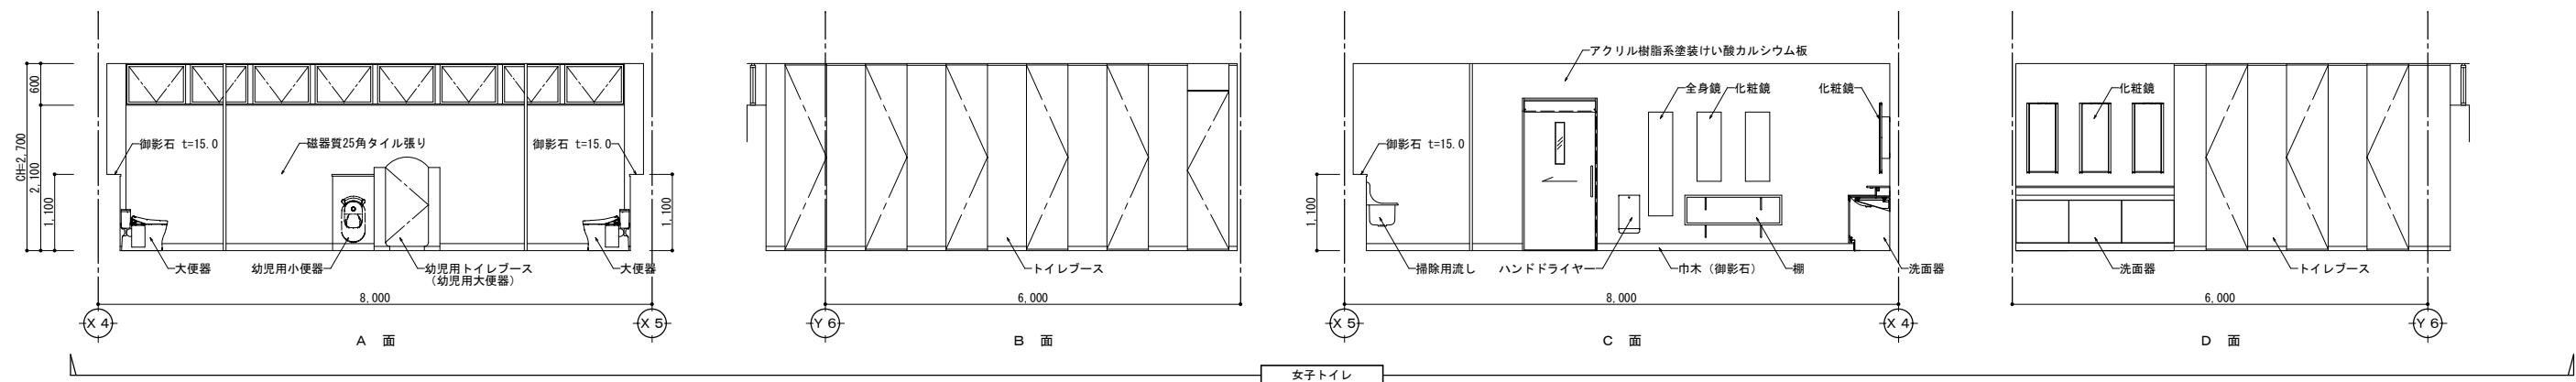 アクリル樹脂系塗装けい酸カルシウム板
600
全身鏡
化粧鏡
化粧鏡
化粧鏡
CH=2,700
2,100
1,100
御影石 t=15.0
磁器質25角タイル張り
御影石 t=15.0
1,100
御影石 t=15.0
1,100
大便器
幼児用小便器
幼児用トイレブース
(幼児用大便器)
大便器
トイレブース
掃除用流し
ハンドドライヤー
巾木（御影石）
棚
洗面器
洗面器
トイレブース
8,000
6,000
8,000
6,000
X4
X5
Y6
X5
X4
Y6
A 面
B 面
C 面
D 面
女子トイレ